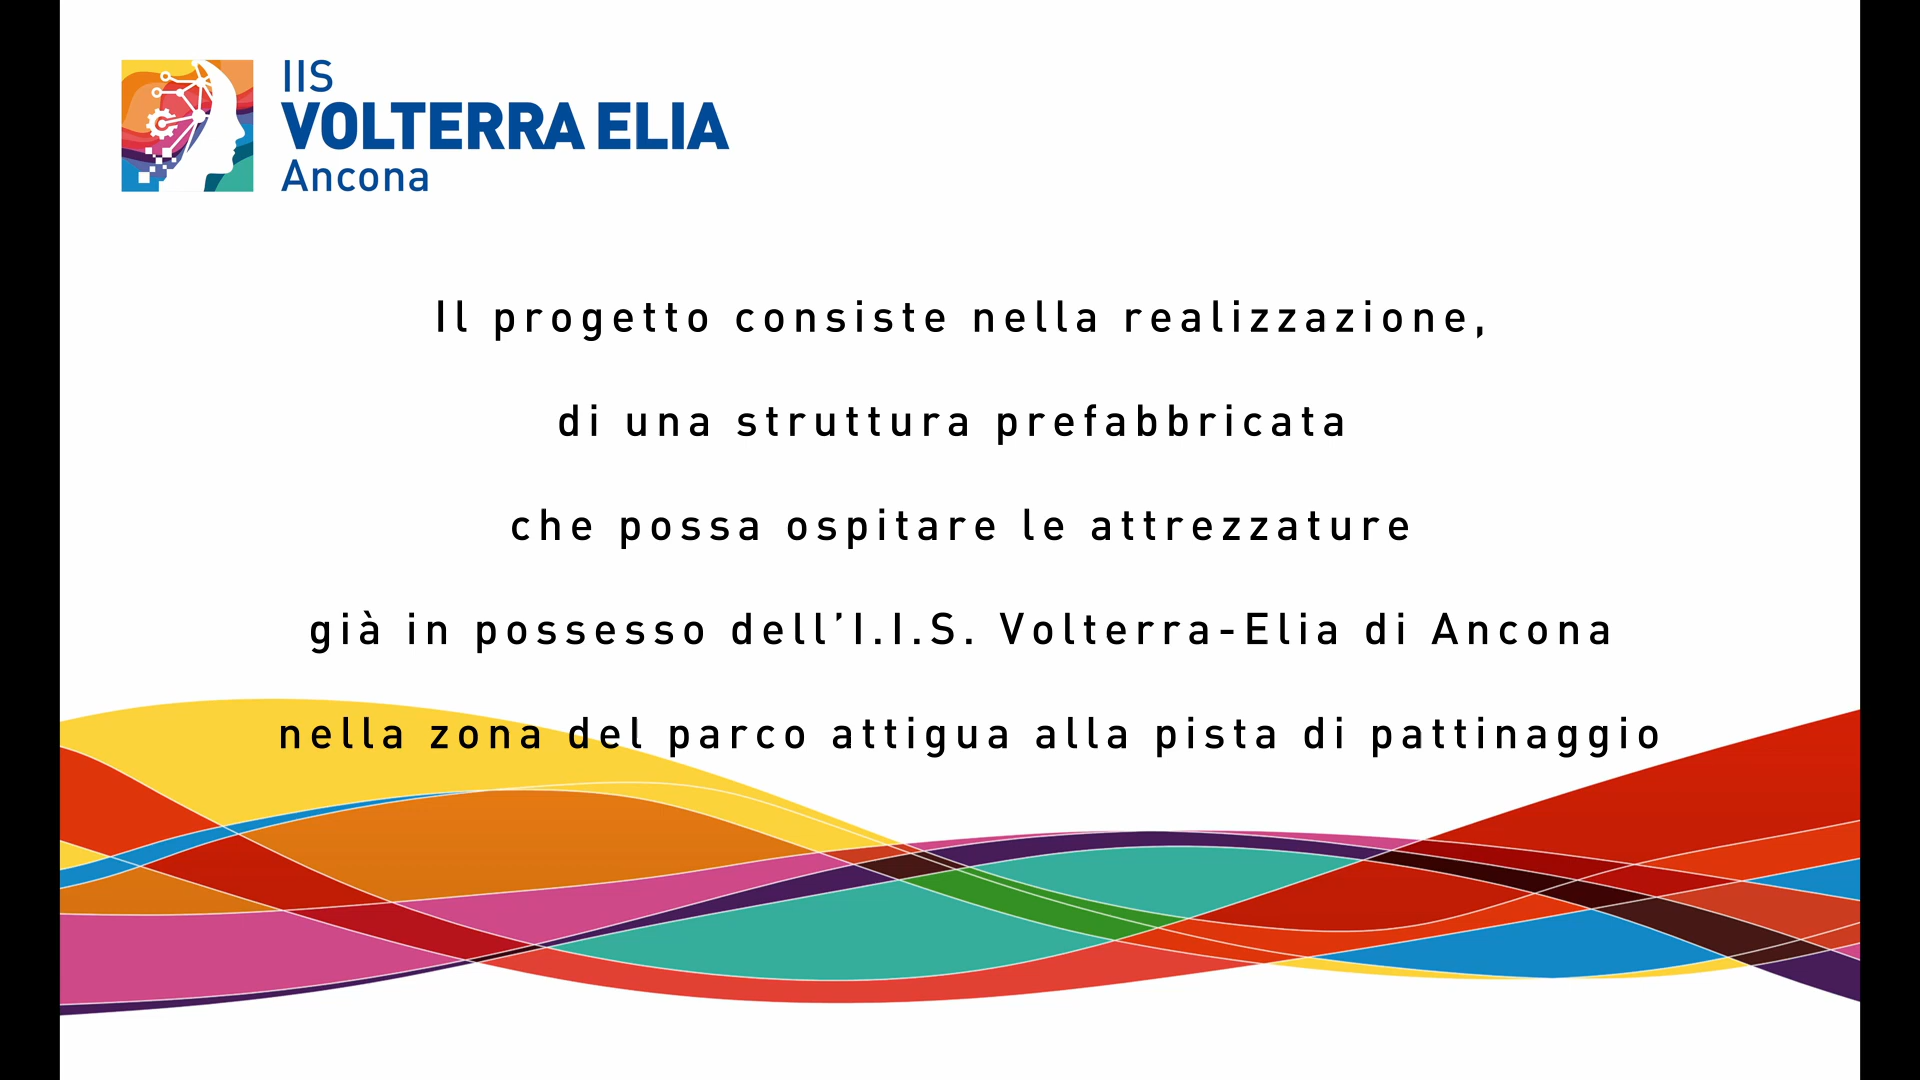 IIS
VOLTERRA ELIA
Ancona
Il progetto consiste nella realizzazione,
di una struttura prefabbricata
che possa ospitare le attrezzature
già in possesso dell’I.I.S. Volterra-Elia di Ancona
nella zona del parco attigua alla pista di pattinaggio